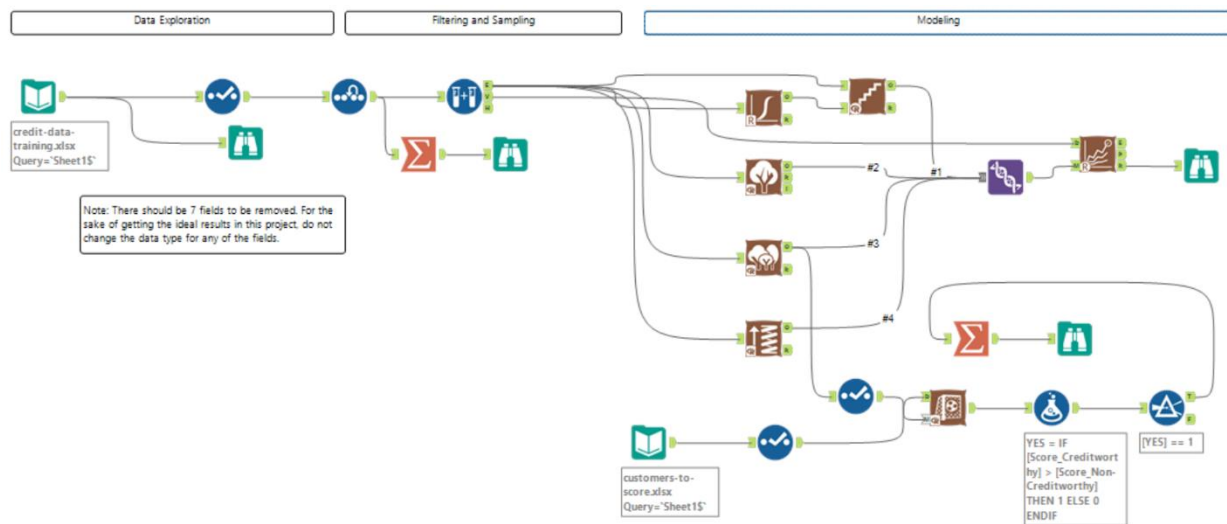 Data Exploration
Filtering and Sampling
Modeling
credit-data-
training.xlsx
Query=`Sheet1$`
Note: There should be 7 fields to be removed. For the
sake of getting the ideal results in this project, do not
change the data type for any of the fields.
E
V
H
R
O
R
O
R
#1
#2
#3
#4
R
customers-to-
score.xlsx
Query=`Sheet1$`
YES = IF
[Score_Creditwort
hy] > [Score_Non-
Creditworthy]
THEN 1 ELSE 0
ENDIF
[YES] == 1
T
F